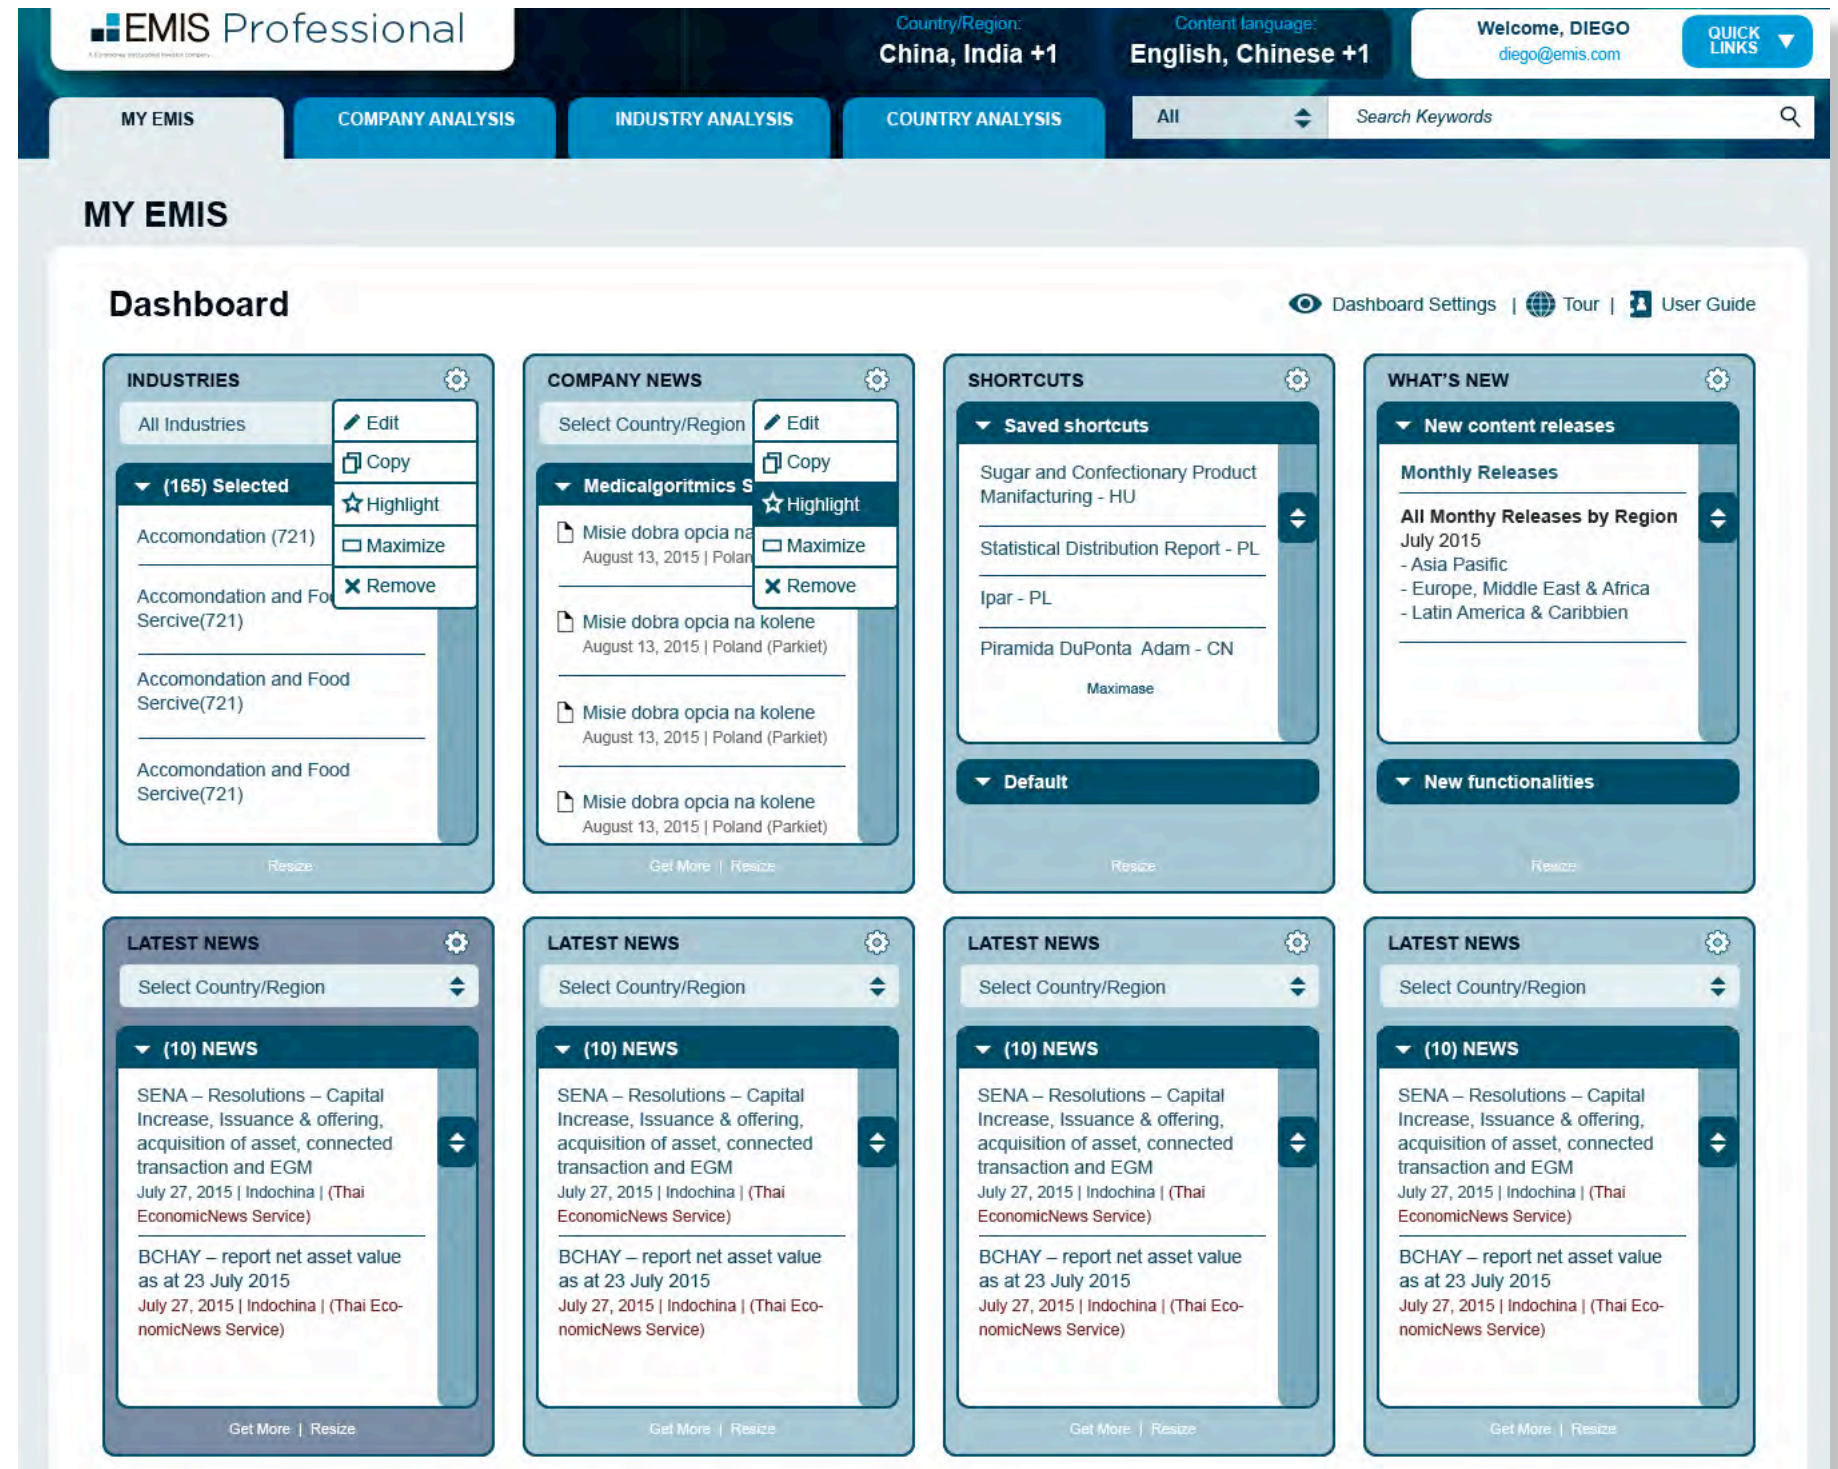 EMIS Professional
Country/Region:
China, India +1
Content language:
English, Chinese +1
Welcome, DIEGO
diego@emis.com
QUICK
LINKS
MY EMIS
COMPANY ANALYSIS
INDUSTRY ANALYSIS
COUNTRY ANALYSIS
All
Search Keywords
MY EMIS
Dashboard
Dashboard Settings | Tour | User Guide
INDUSTRIES
All Industries
Edit
Copy
Highlight
Maximize
Remove
(165) Selected
Accomondation (721)
Accomondation and Foo
Sercive(721)
Accomondation and Food
Sercive(721)
Accomondation and Food
Sercive(721)
Resize
COMPANY NEWS
Select Country/Region
Edit
Copy
Highlight
Maximize
Remove
Medicalgoritmics S
Misie dobra opcia na
August 13, 2015 | Polan
Misie dobra opcia na kolene
August 13, 2015 | Poland (Parkiet)
Misie dobra opcia na kolene
August 13, 2015 | Poland (Parkiet)
Misie dobra opcia na kolene
August 13, 2015 | Poland (Parkiet)
Get More | Resize
SHORTCUTS
Saved shortcuts
Sugar and Confectionary Product
Manifacturing - HU
Statistical Distribution Report - PL
Ipar - PL
Piramida DuPonta Adam - CN
Maximase
Default
Resize
WHAT'S NEW
New content releases
Monthly Releases
All Monthy Releases by Region
July 2015
- Asia Pasific
- Europe, Middle East & Africa
- Latin America & Caribbien
New functionalities
Resize
LATEST NEWS
Select Country/Region
(10) NEWS
SENA – Resolutions – Capital
Increase, Issuance & offering,
acquisition of asset, connected
transaction and EGM
July 27, 2015 | Indochina | (Thai
EconomicNews Service)
BCHAY – report net asset value
as at 23 July 2015
July 27, 2015 | Indochina | (Thai Eco-
nomicNews Service)
Get More | Resize
LATEST NEWS
Select Country/Region
(10) NEWS
SENA – Resolutions – Capital
Increase, Issuance & offering,
acquisition of asset, connected
transaction and EGM
July 27, 2015 | Indochina | (Thai
EconomicNews Service)
BCHAY – report net asset value
as at 23 July 2015
July 27, 2015 | Indochina | (Thai Eco-
nomicNews Service)
Get More | Resize
LATEST NEWS
Select Country/Region
(10) NEWS
SENA – Resolutions – Capital
Increase, Issuance & offering,
acquisition of asset, connected
transaction and EGM
July 27, 2015 | Indochina | (Thai
EconomicNews Service)
BCHAY – report net asset value
as at 23 July 2015
July 27, 2015 | Indochina | (Thai Eco-
nomicNews Service)
Get More | Resize
LATEST NEWS
Select Country/Region
(10) NEWS
SENA – Resolutions – Capital
Increase, Issuance & offering,
acquisition of asset, connected
transaction and EGM
July 27, 2015 | Indochina | (Thai
EconomicNews Service)
BCHAY – report net asset value
as at 23 July 2015
July 27, 2015 | Indochina | (Thai Eco-
nomicNews Service)
Get More | Resize